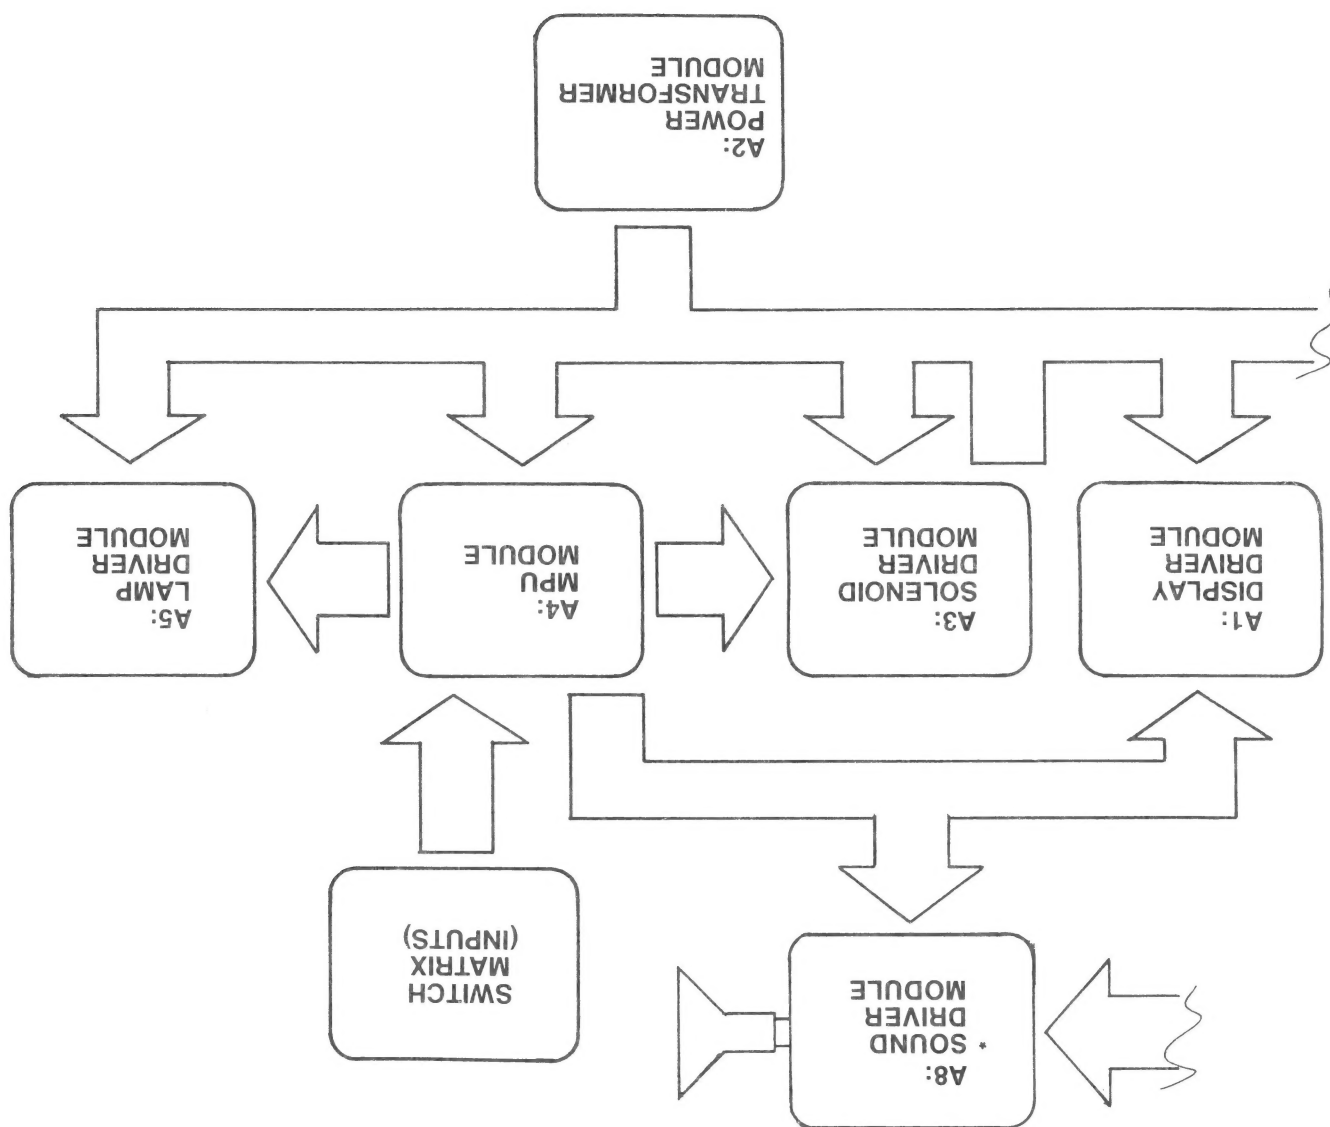 A8:
* SOUND
DRIVER
MODULE
SWITCH
MATRIX
(INPUTS)
A1:
DISPLAY
DRIVER
MODULE
A3:
SOLENOID
DRIVER
MODULE
A4:
MPU
MODULE
A5:
LAMP
DRIVER
MODULE
A2:
POWER
TRANSFORMER
MODULE